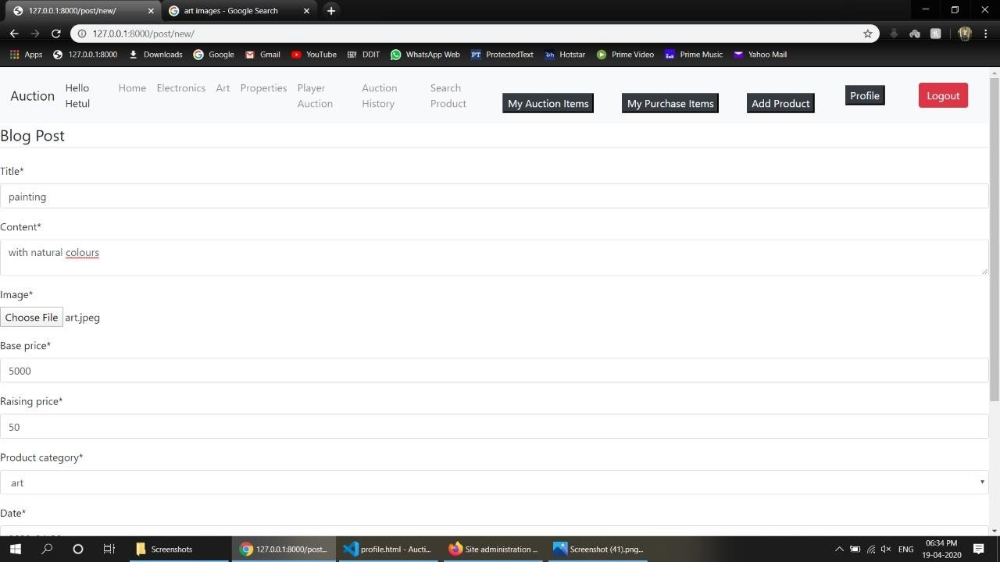 127.0.0.1:8000/post/new/
art images - Google Search
127.0.0.1:8000/post/new/
Apps 127.0.0.1:8000 Downloads Google Gmail YouTube DDIT WhatsApp Web PT ProtectedText Hotstar Prime Video Prime Music Yahoo Mail
Auction
Hello
Hetul
Home
Electronics
Art
Properties
Player
Auction
Auction
History
Search
Product
My Auction Items
My Purchase Items
Add Product
Profile
Logout
Blog Post
Title*
painting
Content*
with natural colours
Image*
Choose File art.jpeg
Base price*
5000
Raising price*
50
Product category*
art
Date*
Screenshots
127.0.0.1:8000/post...
profile.html - Aucti...
Site administration ...
Screenshot (41).png...
ENG
06:34 PM
19-04-2020